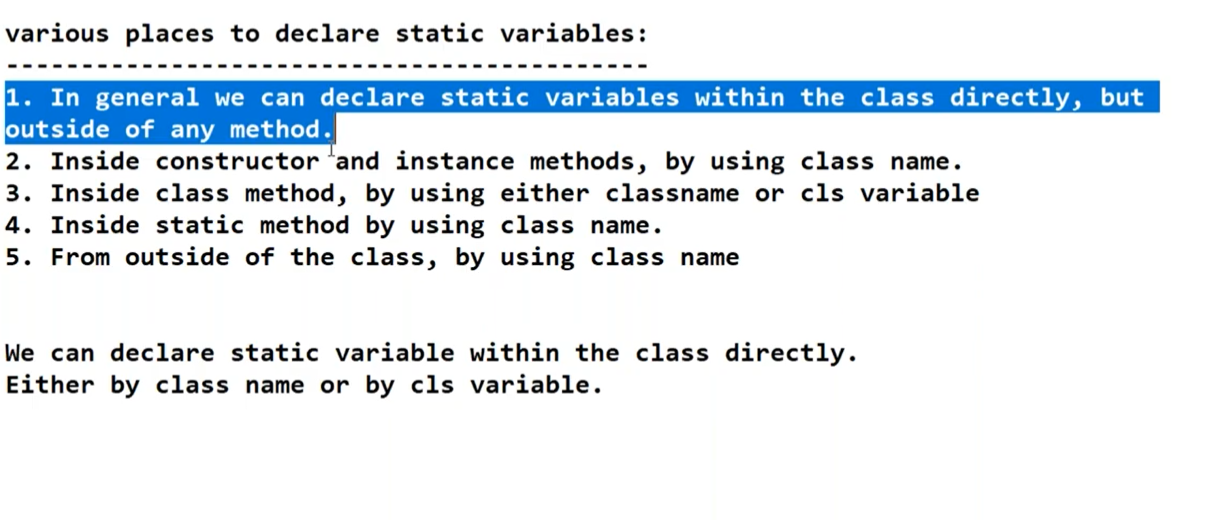 various places to declare static variables:
-------------------------------------------
1. In general we can declare static variables within the class directly, but
outside of any method.
2. Inside constructor and instance methods, by using class name.
3. Inside class method, by using either classname or cls variable
4. Inside static method by using class name.
5. From outside of the class, by using class name
We can declare static variable within the class directly.
Either by class name or by cls variable.